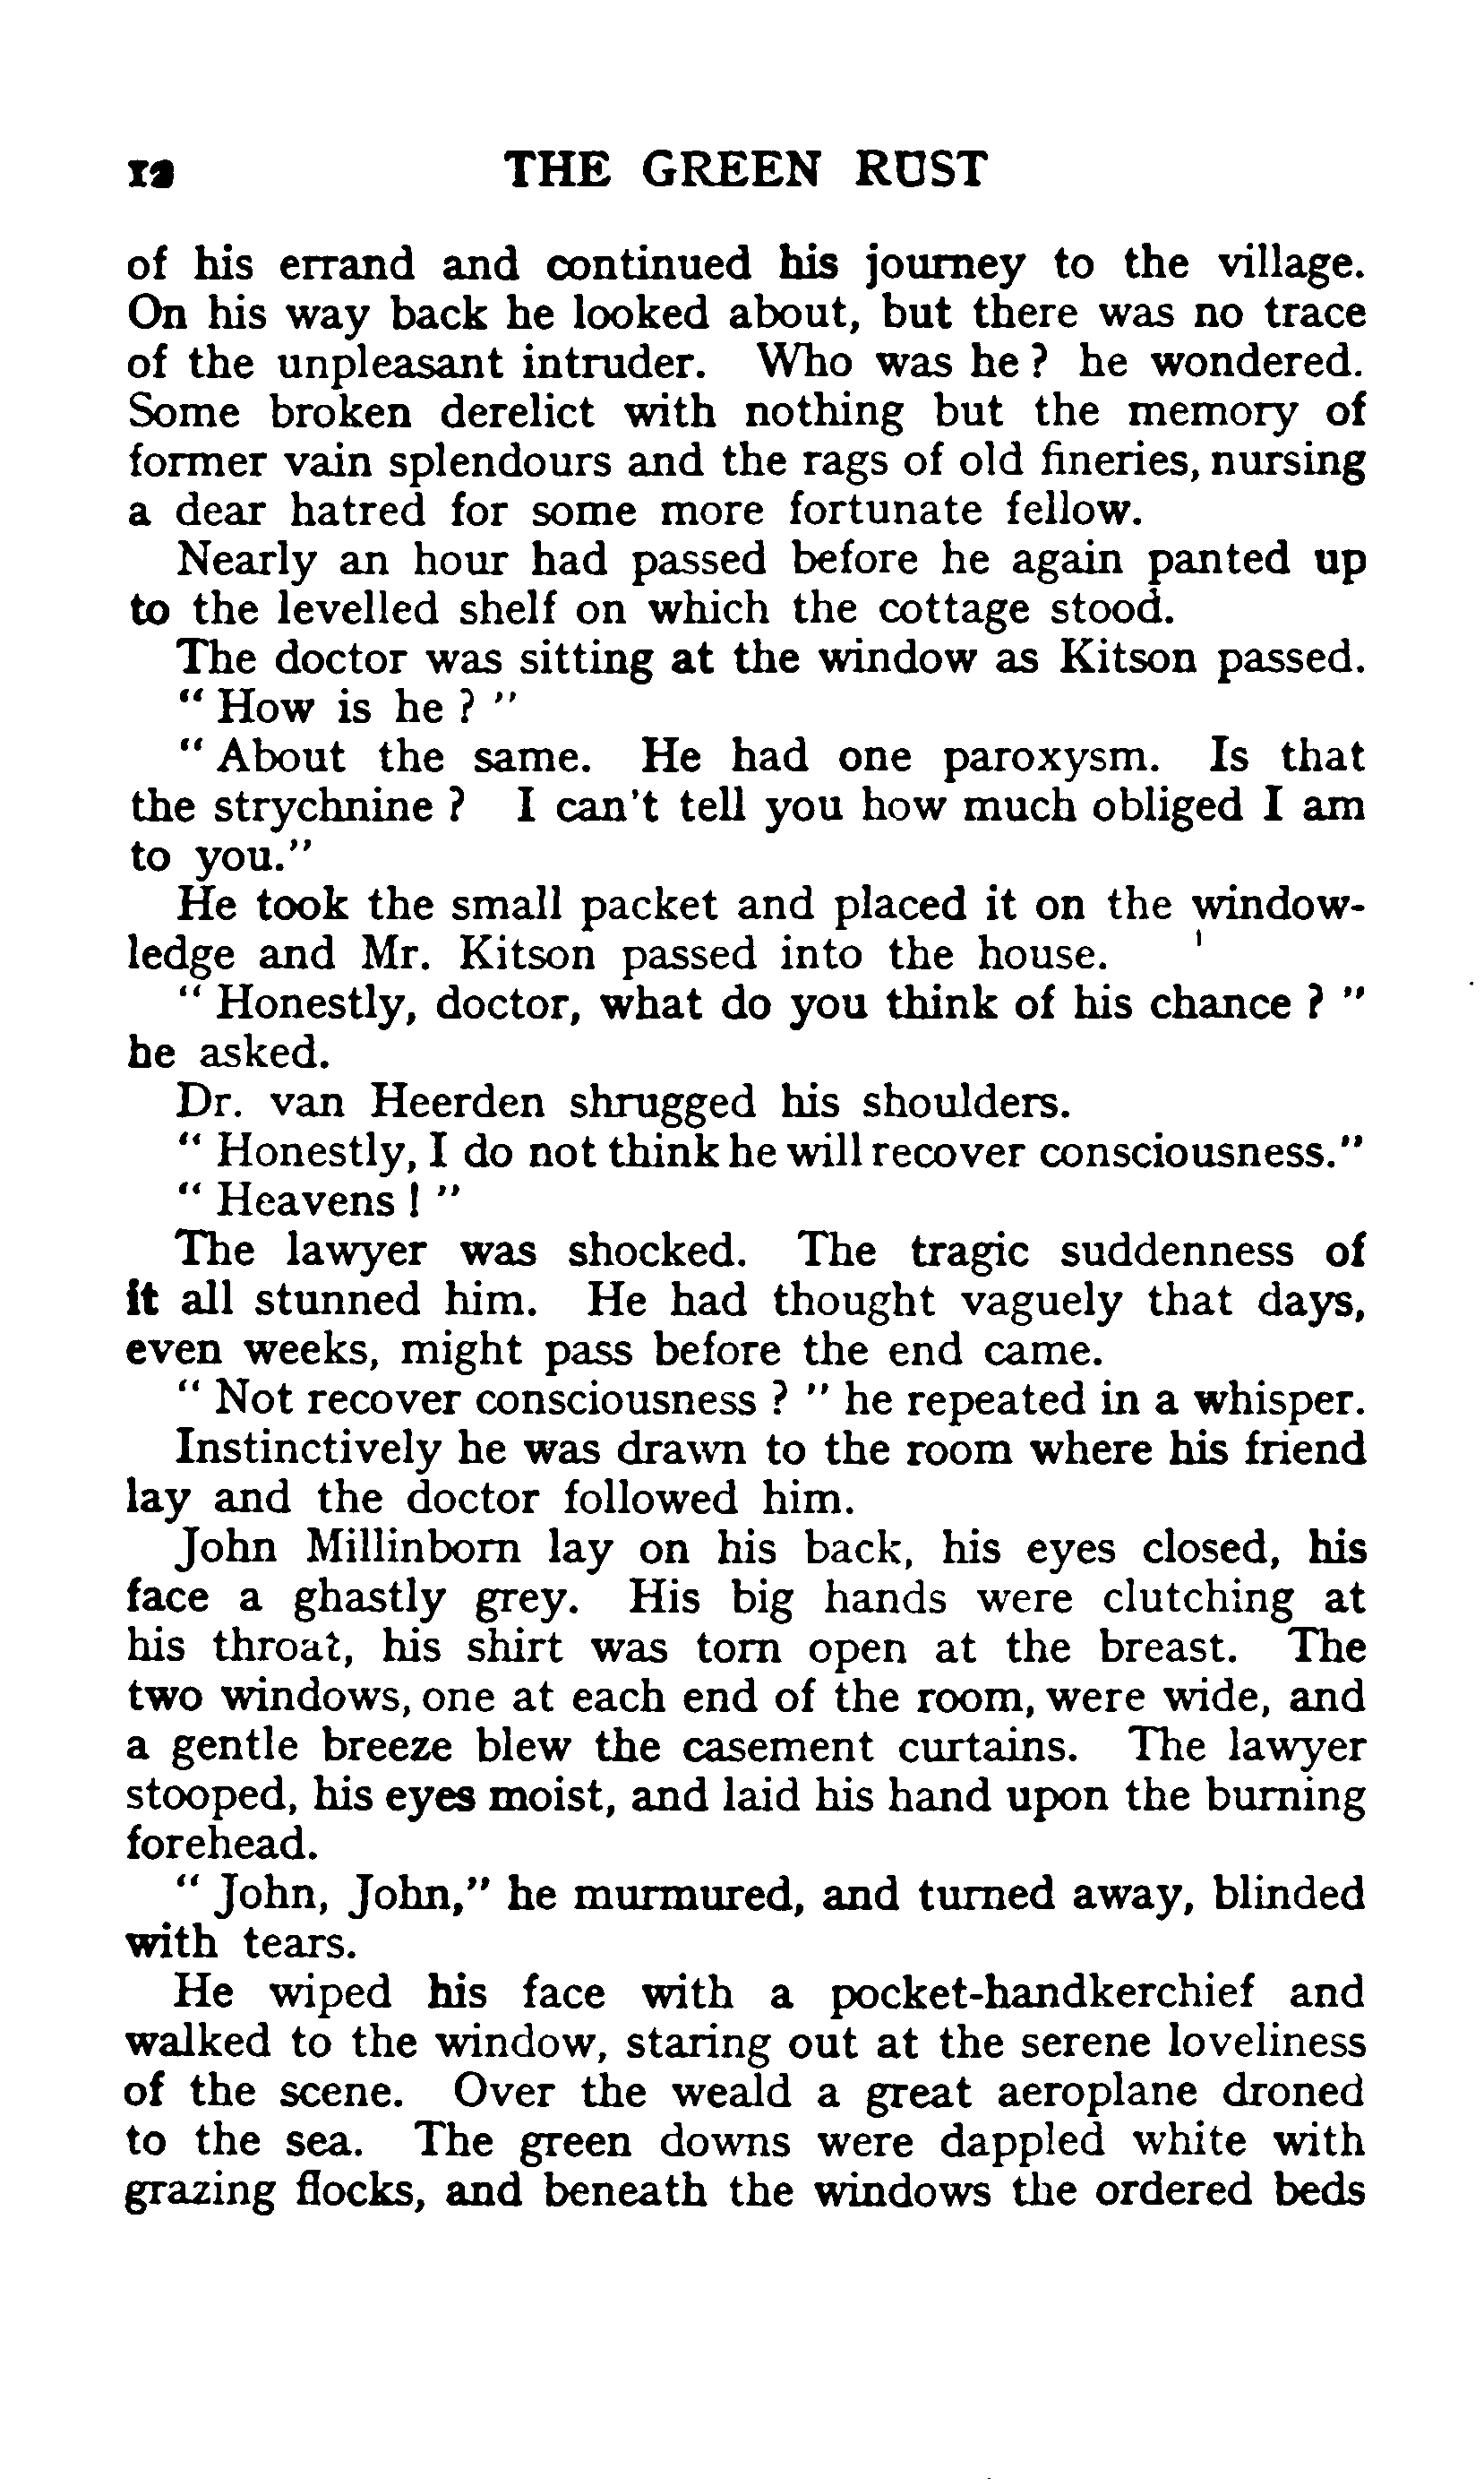 12 THE GREEN RUST
of his errand and continued his journey to the village.
On his way back he looked about, but there was no trace
of the unpleasant intruder. Who was he ? he wondered.
Some broken derelict with nothing but the memory of
former vain splendours and the rags of old fineries, nursing
a dear hatred for some more fortunate fellow.
Nearly an hour had passed before he again panted up
to the levelled shelf on which the cottage stood.
The doctor was sitting at the window as Kitson passed.
" How is he ? "
" About the same. He had one paroxysm. Is that
the strychnine ? I can't tell you how much obliged I am
to you."
He took the small packet and placed it on the window-
ledge and Mr. Kitson passed into the house.
" Honestly, doctor, what do you think of his chance ? "
he asked.
Dr. van Heerden shrugged his shoulders.
" Honestly, I do not think he will recover consciousness."
" Heavens ! "
The lawyer was shocked. The tragic suddenness of
it all stunned him. He had thought vaguely that days,
even weeks, might pass before the end came.
" Not recover consciousness ? " he repeated in a whisper.
Instinctively he was drawn to the room where his friend
lay and the doctor followed him.
John Millinborn lay on his back, his eyes closed, his
face a ghastly grey. His big hands were clutching at
his throat, his shirt was torn open at the breast. The
two windows, one at each end of the room, were wide, and
a gentle breeze blew the casement curtains. The lawyer
stooped, his eyes moist, and laid his hand upon the burning
forehead.
" John, John," he murmured, and turned away, blinded
with tears.
He wiped his face with a pocket-handkerchief and
walked to the window, staring out at the serene loveliness
of the scene. Over the weald a great aeroplane droned
to the sea. The green downs were dappled white with
grazing flocks, and beneath the windows the ordered beds